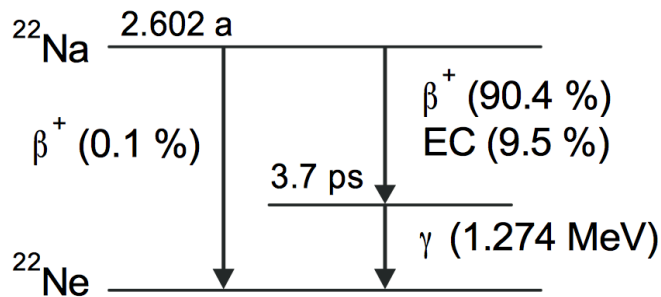 ²²Na 2.602 a
β⁺ (0.1 %)
β⁺ (90.4 %)
EC (9.5 %)
3.7 ps
γ (1.274 MeV)
²²Ne